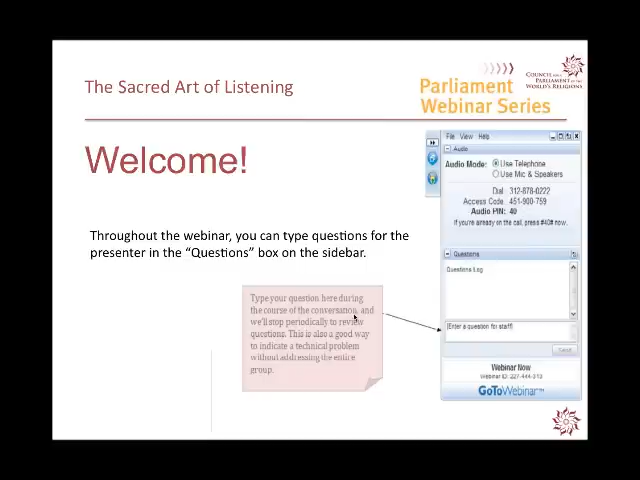 The Sacred Art of Listening
Parliament
Webinar Series
COUNCIL FOR A
PARLIAMENT OF THE
WORLD'S RELIGIONS
Welcome!
Throughout the webinar, you can type questions for the
presenter in the “Questions” box on the sidebar.
Type your question here during
the course of the conversation, and
we'll stop periodically to review
questions. This is also a good way
to indicate a technical problem
without addressing the entire
group.
File View Help
Audio
Audio Mode: Use Telephone
Use Mic & Speakers
Dial: 312-878-0222
Access Code: 451-900-759
Audio PIN: 40
If you're already on the call, press #40# now.
Questions
Questions Log
[Enter a question for staff]
Send
Webinar Now
Webinar ID: 227-444-313
GoToWebinar™